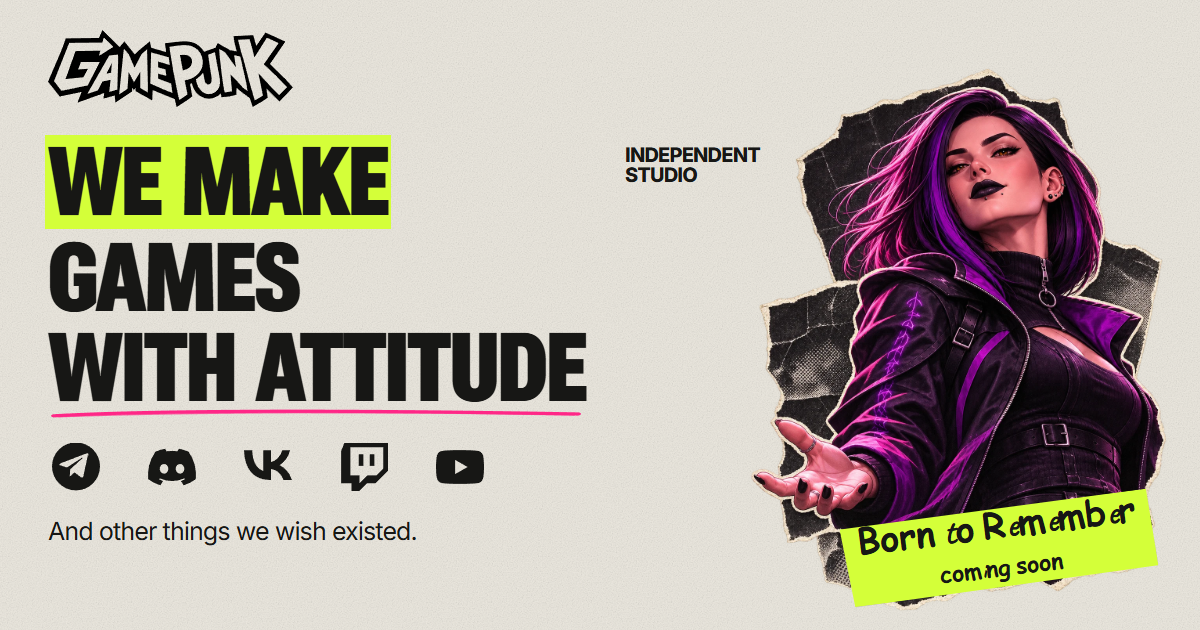 GAMEPUNK
WE MAKE
GAMES
WITH ATTITUDE
INDEPENDENT
STUDIO
And other things we wish existed.
Born to Remember
coming soon